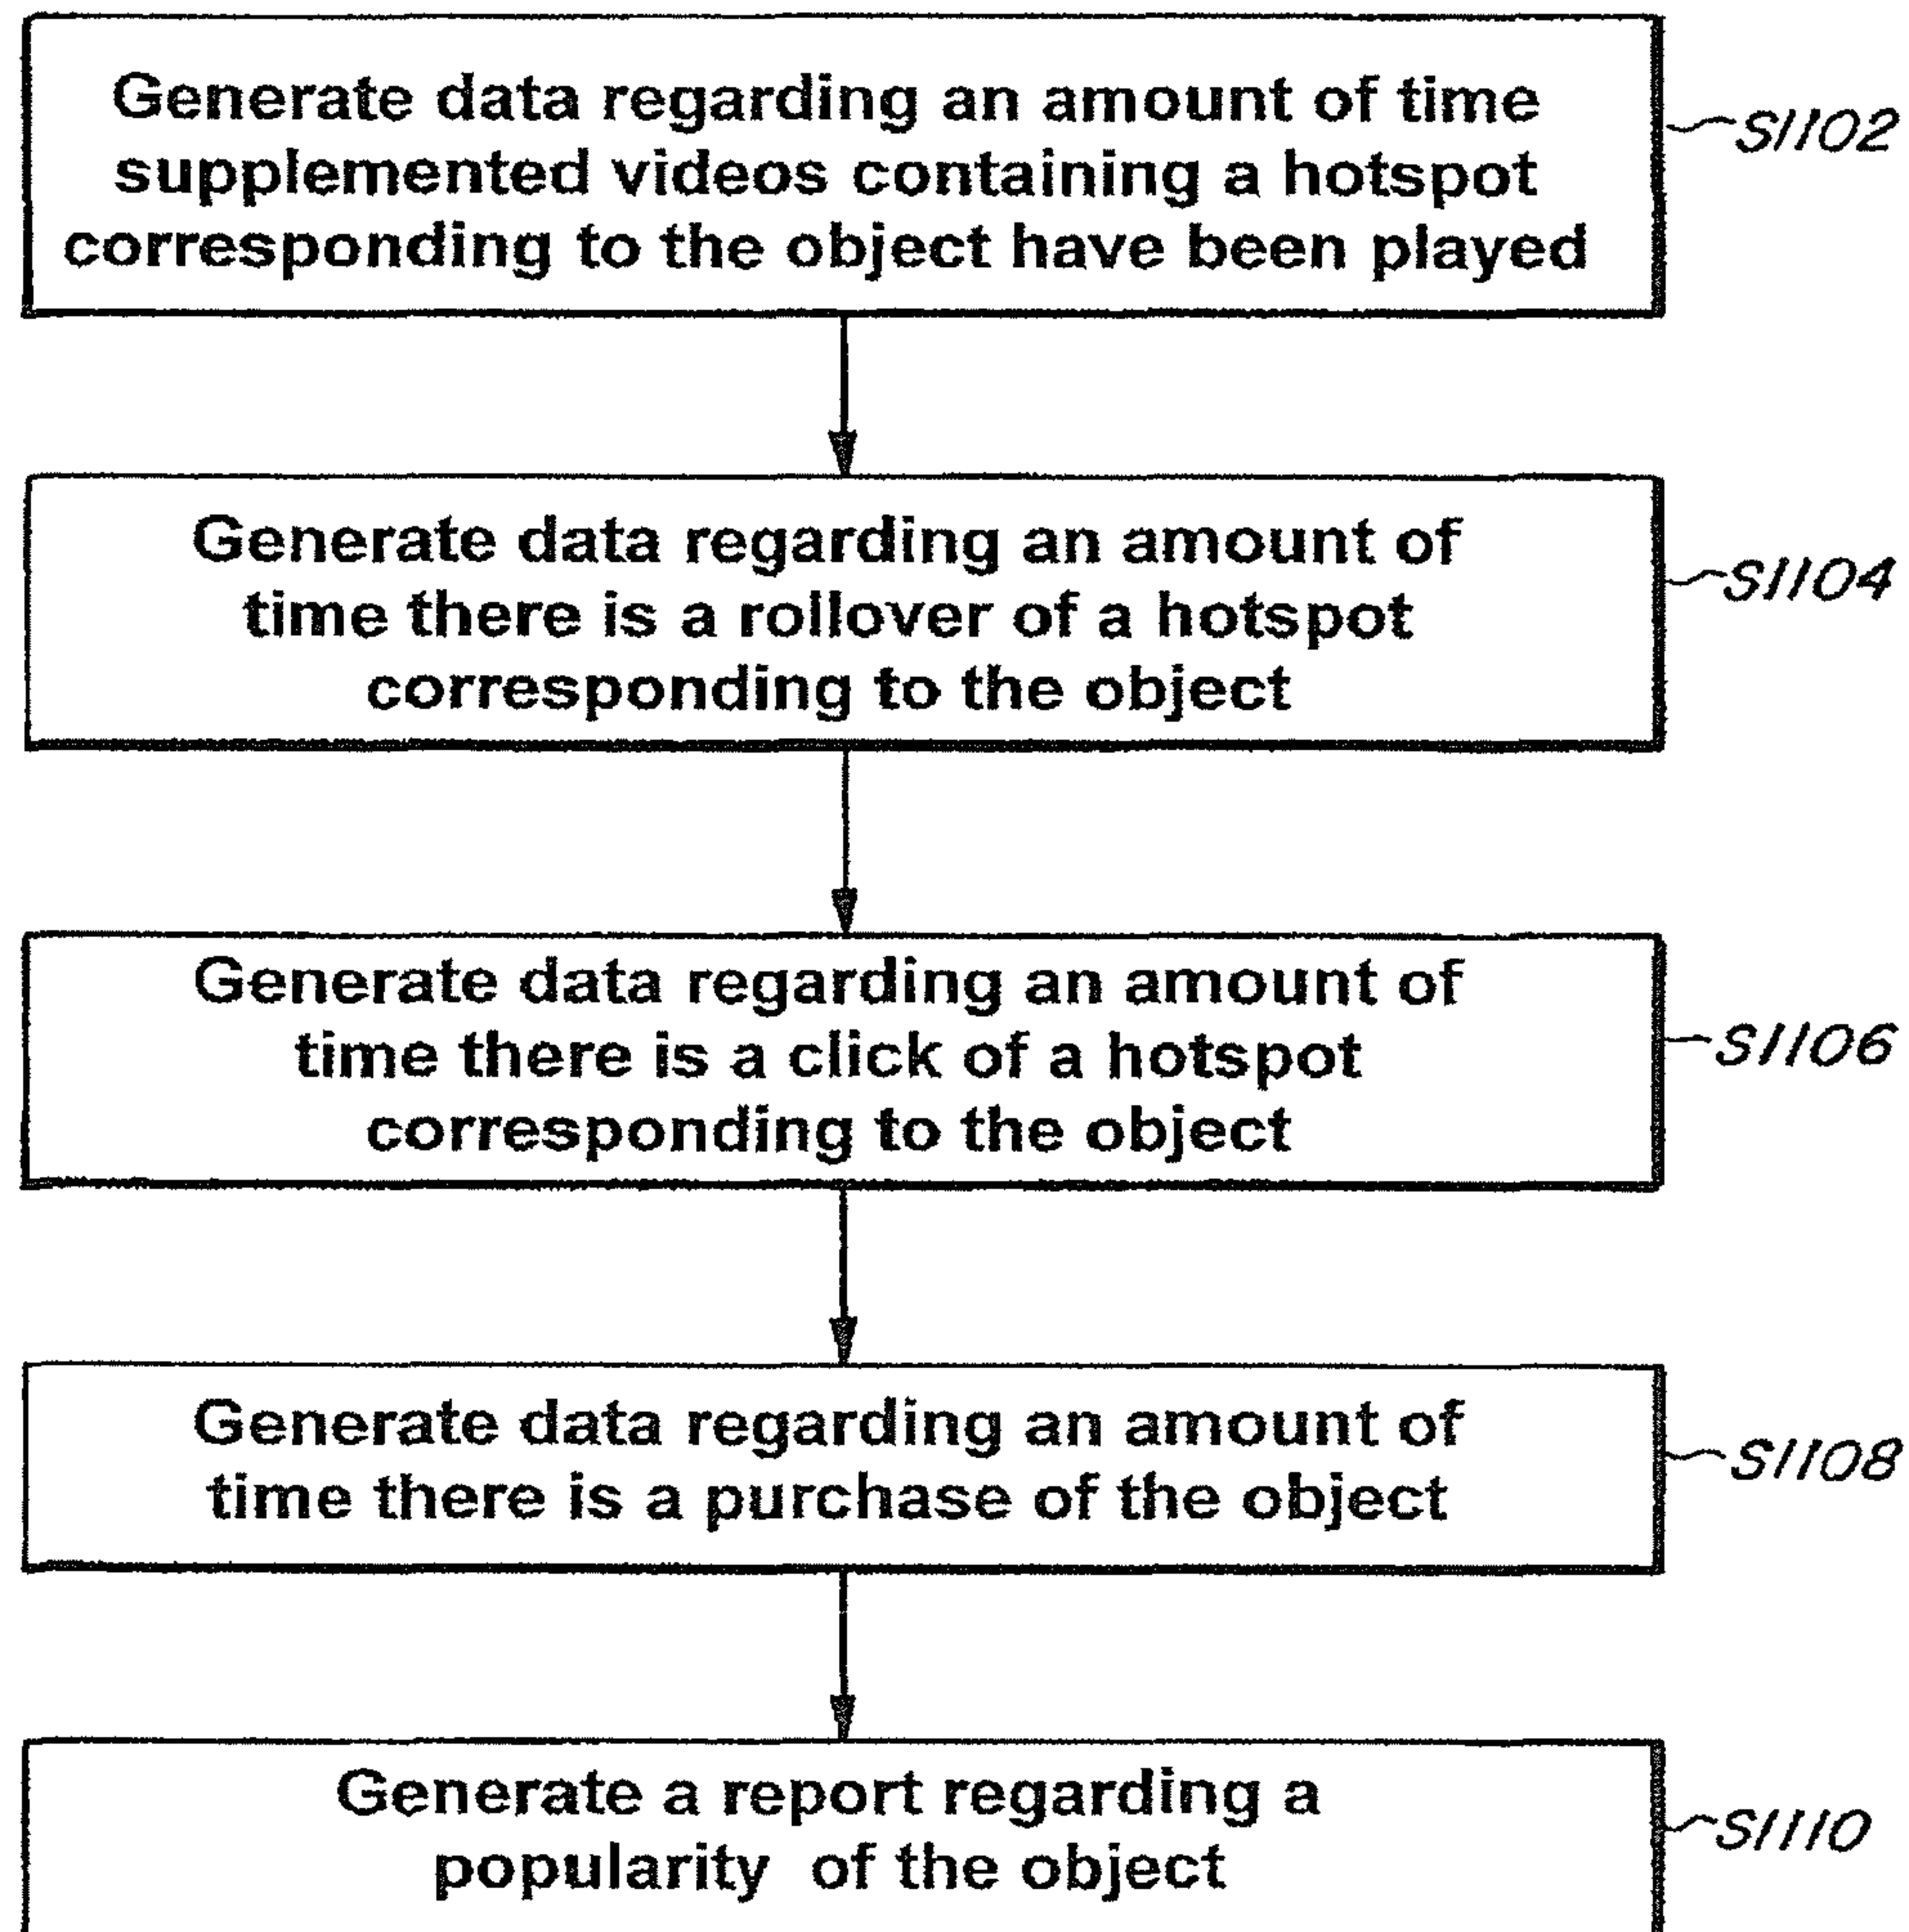 Generate data regarding an amount of time
supplemented videos containing a hotspot
corresponding to the object have been played
S1102
Generate data regarding an amount of
time there is a rollover of a hotspot
corresponding to the object
S1104
Generate data regarding an amount of
time there is a click of a hotspot
corresponding to the object
S1106
Generate data regarding an amount of
time there is a purchase of the object
S1108
Generate a report regarding a
popularity of the object
S1110